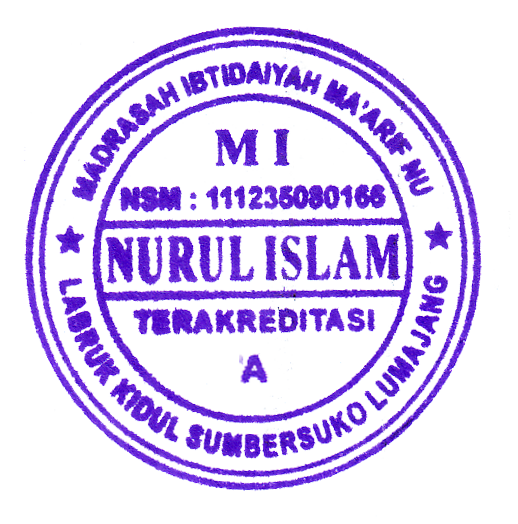 MADRASAH IBTIDAIYAH MA'ARIF NU
M I
NSM : 111235080166
NURUL ISLAM
TERAKREDITASI
A
LABRUK KIDUL SUMBERSUKO LUMAJANG